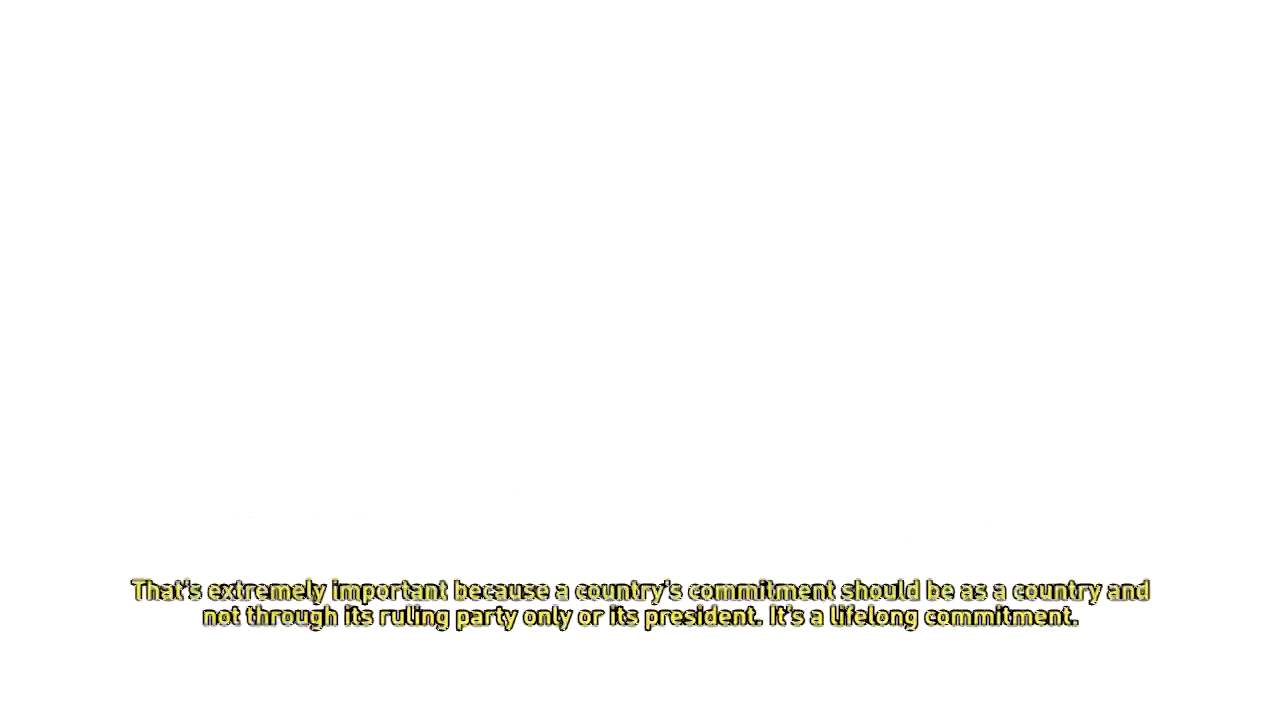 That's extremely important because a country's commitment should be as a country and
not through its ruling party only or its president. It's a lifelong commitment.